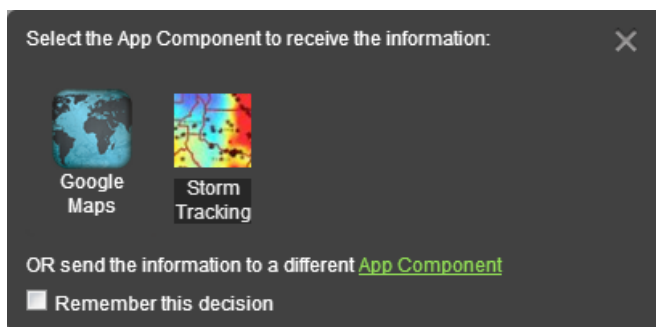 Select the App Component to receive the information:
Google
Maps
Storm
Tracking
OR send the information to a different App Component
Remember this decision